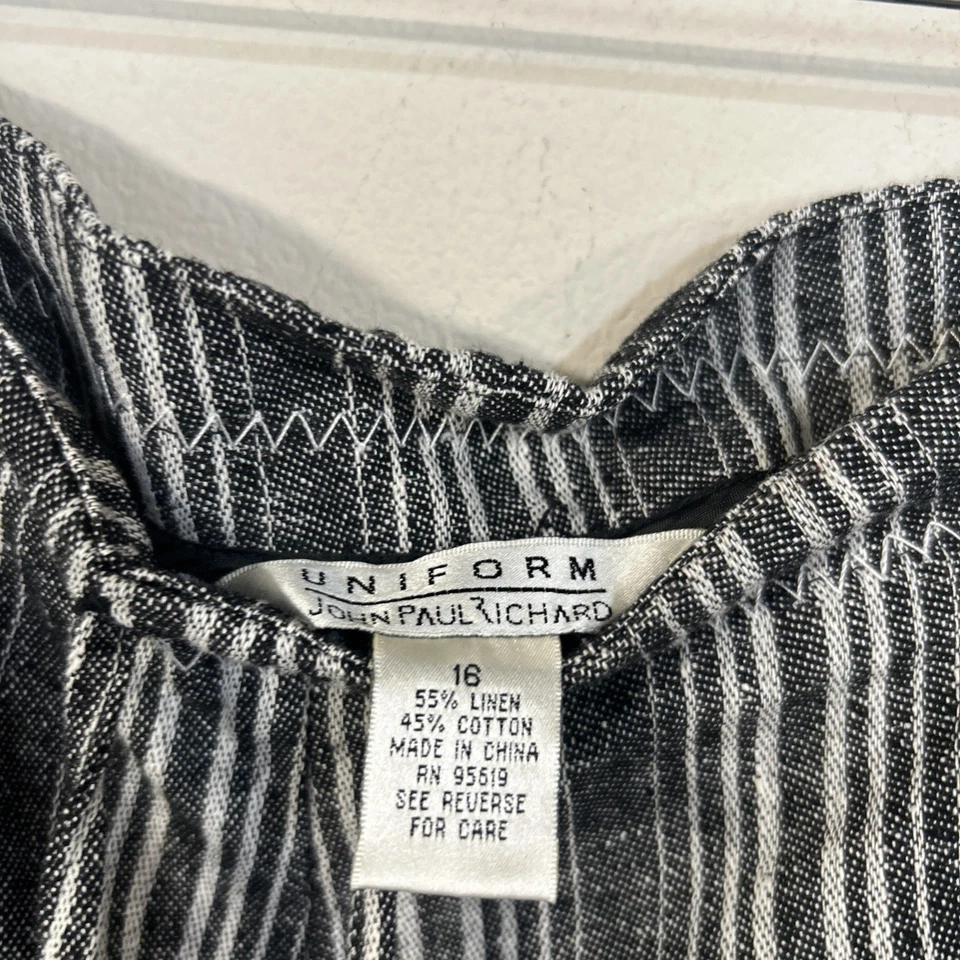 UNIFORM
JOHN PAUL RICHARD
16
55% LINEN
45% COTTON
MADE IN CHINA
RN 95619
SEE REVERSE
FOR CARE